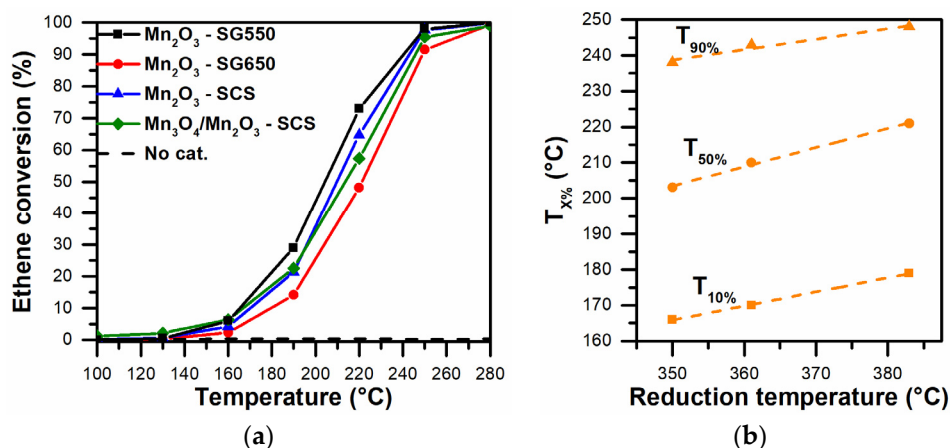 Mn₂O₃ - SG550
Mn₂O₃ - SG650
Mn₂O₃ - SCS
Mn₃O₄/Mn₂O₃ - SCS
No cat.
Ethene conversion (%)
100
90
80
70
60
50
40
30
20
10
0
100 120 140 160 180 200 220 240 260 280
Temperature (°C)
(a)
T90%
T50%
T10%
Tx% (°C)
250
240
230
220
210
200
190
180
170
160
350 360 370 380
Reduction temperature (°C)
(b)